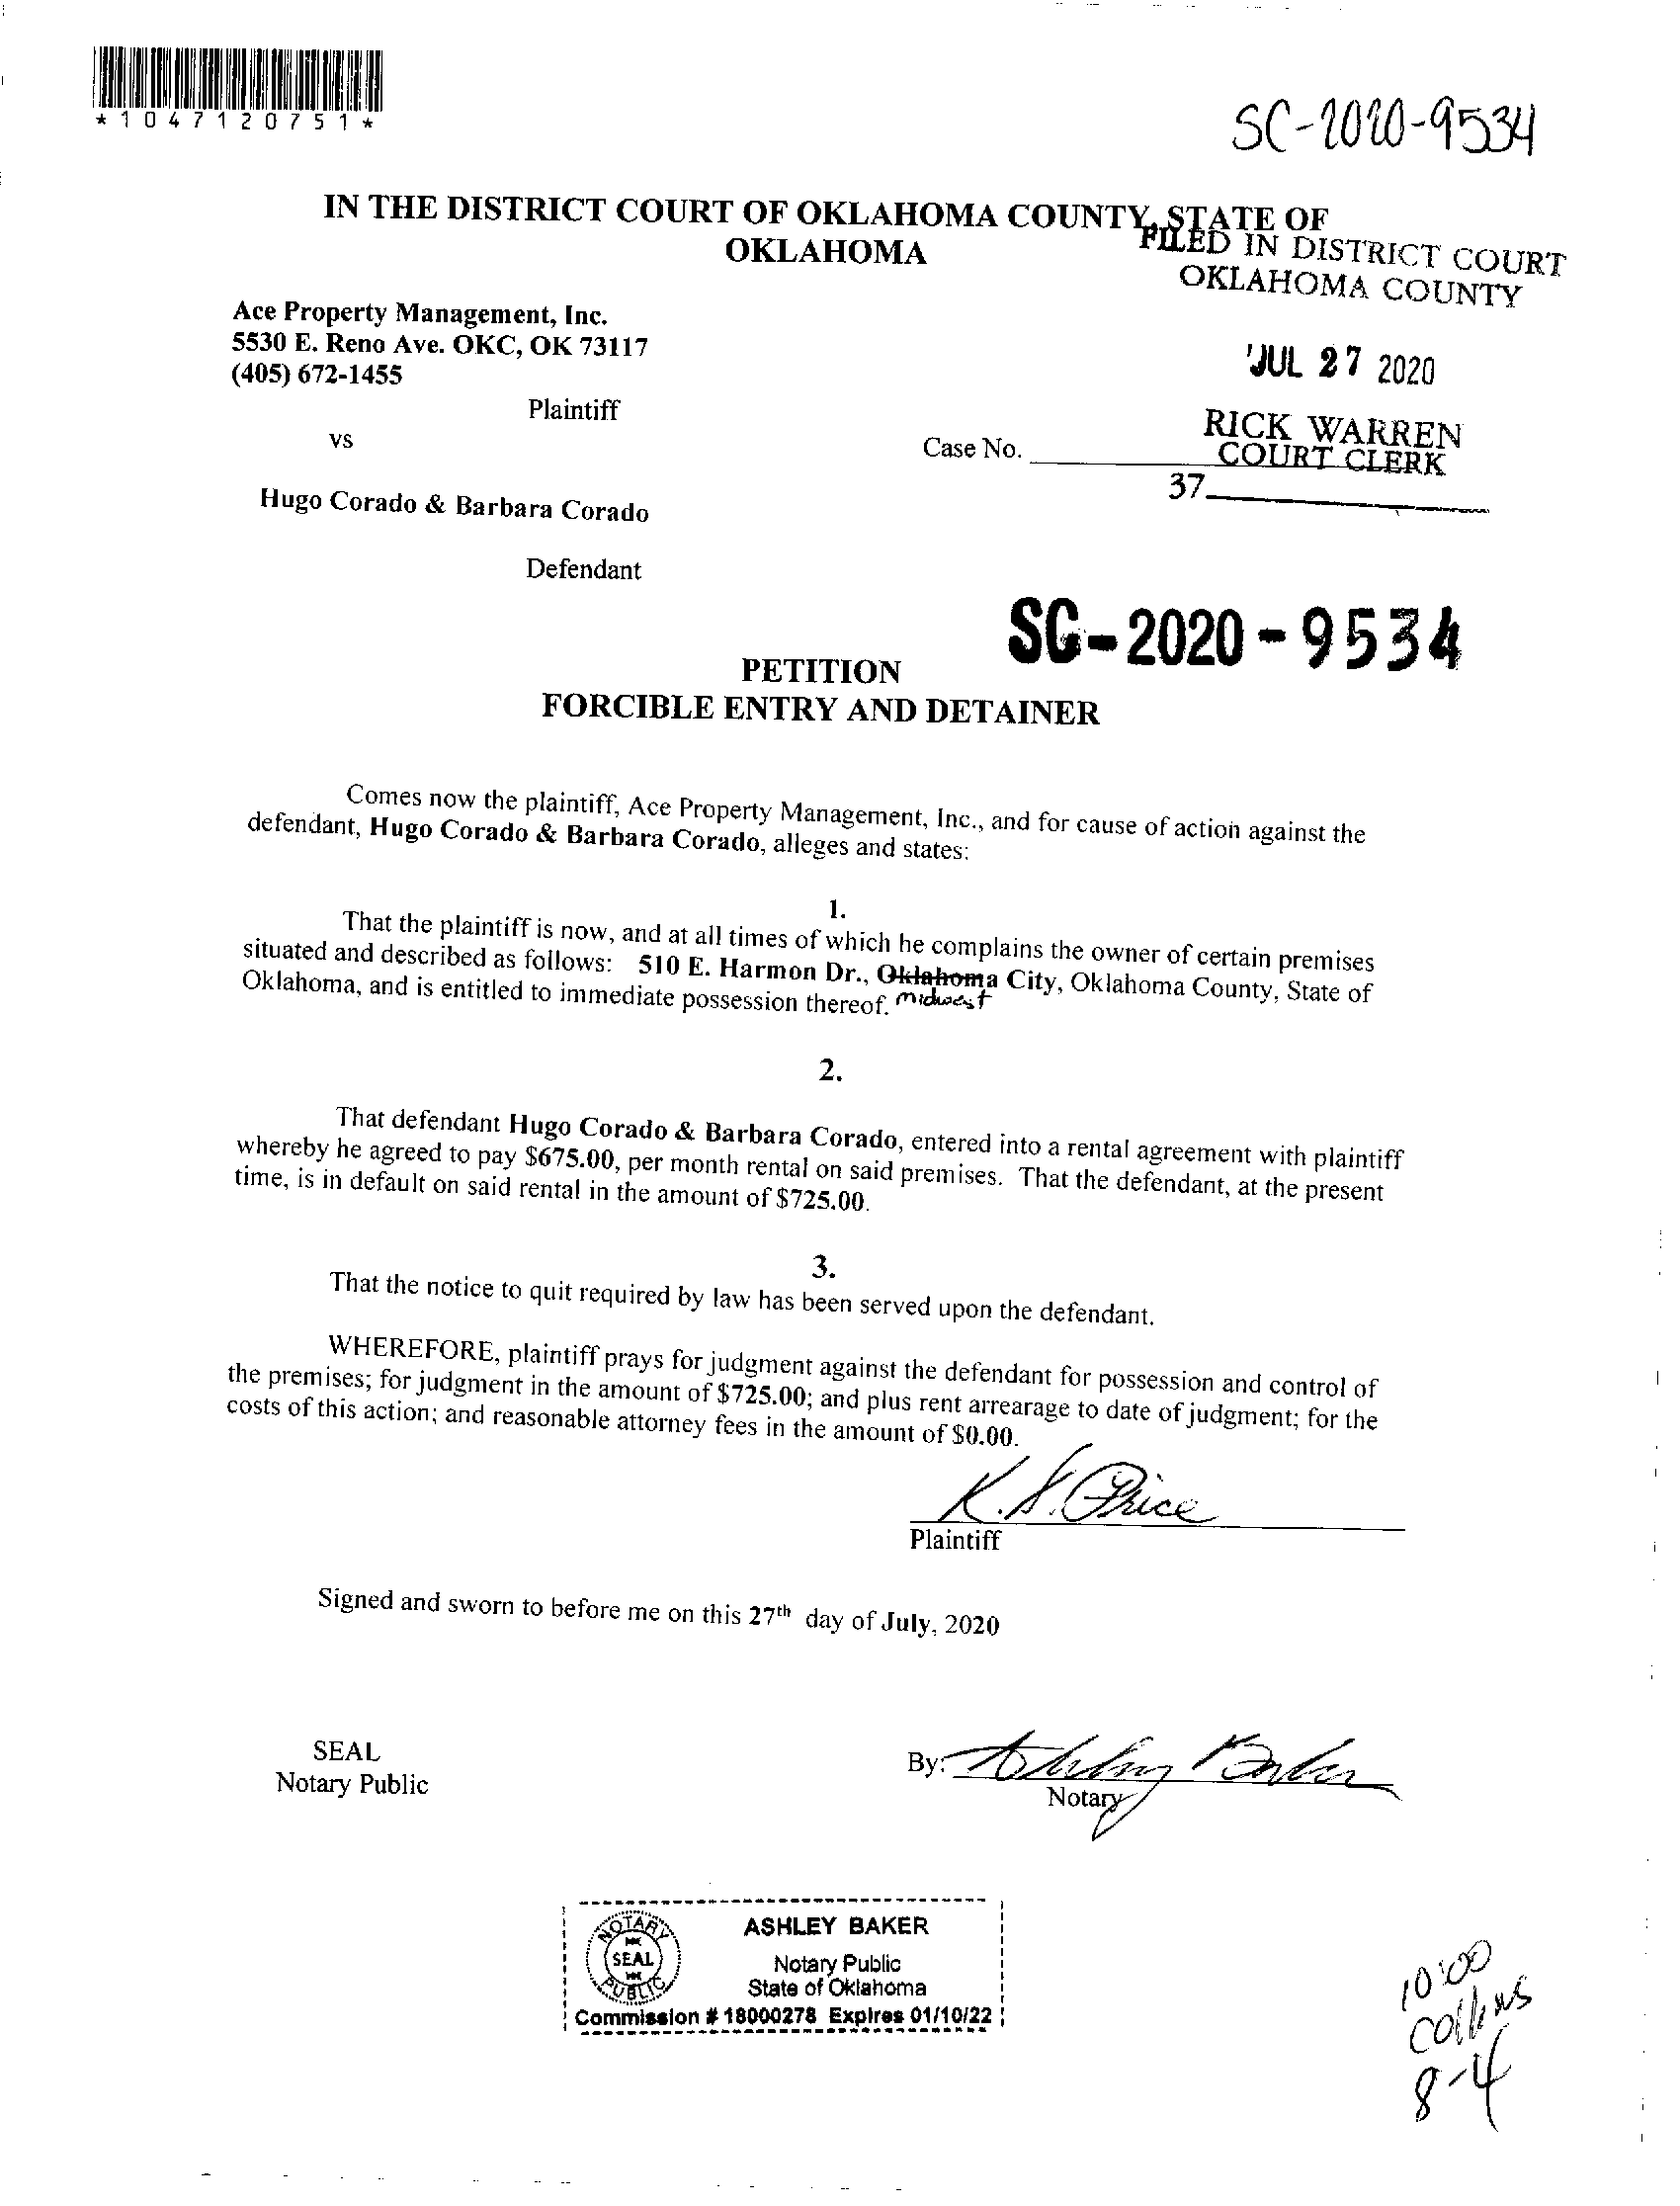 *1047120751*
SC-2020-9534
IN THE DISTRICT COURT OF OKLAHOMA COUNTY, STATE OF
OKLAHOMA
FILED IN DISTRICT COURT
OKLAHOMA COUNTY
Ace Property Management, Inc.
5530 E. Reno Ave. OKC, OK 73117
(405) 672-1455
JUL 27 2020
Plaintiff
RICK WARREN
COURT CLERK
vs
Case No.
37
Hugo Corado & Barbara Corado
Defendant
SC-2020-9534
PETITION
FORCIBLE ENTRY AND DETAINER
Comes now the plaintiff, Ace Property Management, Inc., and for cause of action against the
defendant, Hugo Corado & Barbara Corado, alleges and states:
1.
That the plaintiff is now, and at all times of which he complains the owner of certain premises
situated and described as follows: 510 E. Harmon Dr., Oklahoma City, Oklahoma County, State of
Oklahoma, and is entitled to immediate possession thereof. Midwest
2.
That defendant Hugo Corado & Barbara Corado, entered into a rental agreement with plaintiff
whereby he agreed to pay $675.00, per month rental on said premises. That the defendant, at the present
time, is in default on said rental in the amount of $725.00.
3.
That the notice to quit required by law has been served upon the defendant.
WHEREFORE, plaintiff prays for judgment against the defendant for possession and control of
the premises; for judgment in the amount of $725.00; and plus rent arrearage to date of judgment; for the
costs of this action; and reasonable attorney fees in the amount of $0.00.
K. S. Price
Plaintiff
Signed and sworn to before me on this 27th day of July, 2020
SEAL
Notary Public
By: Ashley Baker
Notary
NOTARY
SEAL
PUBLIC
ASHLEY BAKER
Notary Public
State of Oklahoma
Commission # 18000278 Expires 01/10/22
10:00
Collins
8-4